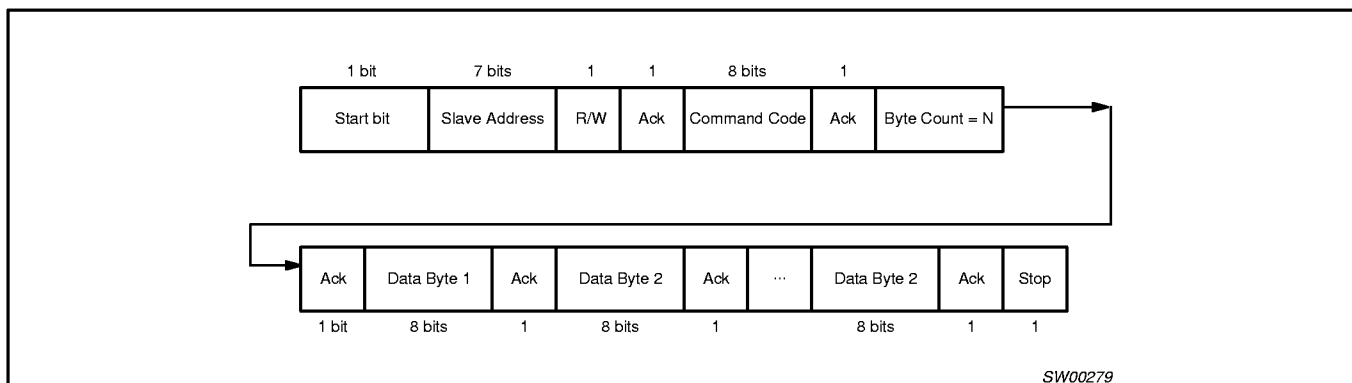 1 bit 7 bits 1 1 8 bits 1
Start bit Slave Address R/W Ack Command Code Ack Byte Count = N
Ack Data Byte 1 Ack Data Byte 2 Ack ... Data Byte 2 Ack Stop
1 bit 8 bits 1 8 bits 1 8 bits 1 1
SW00279